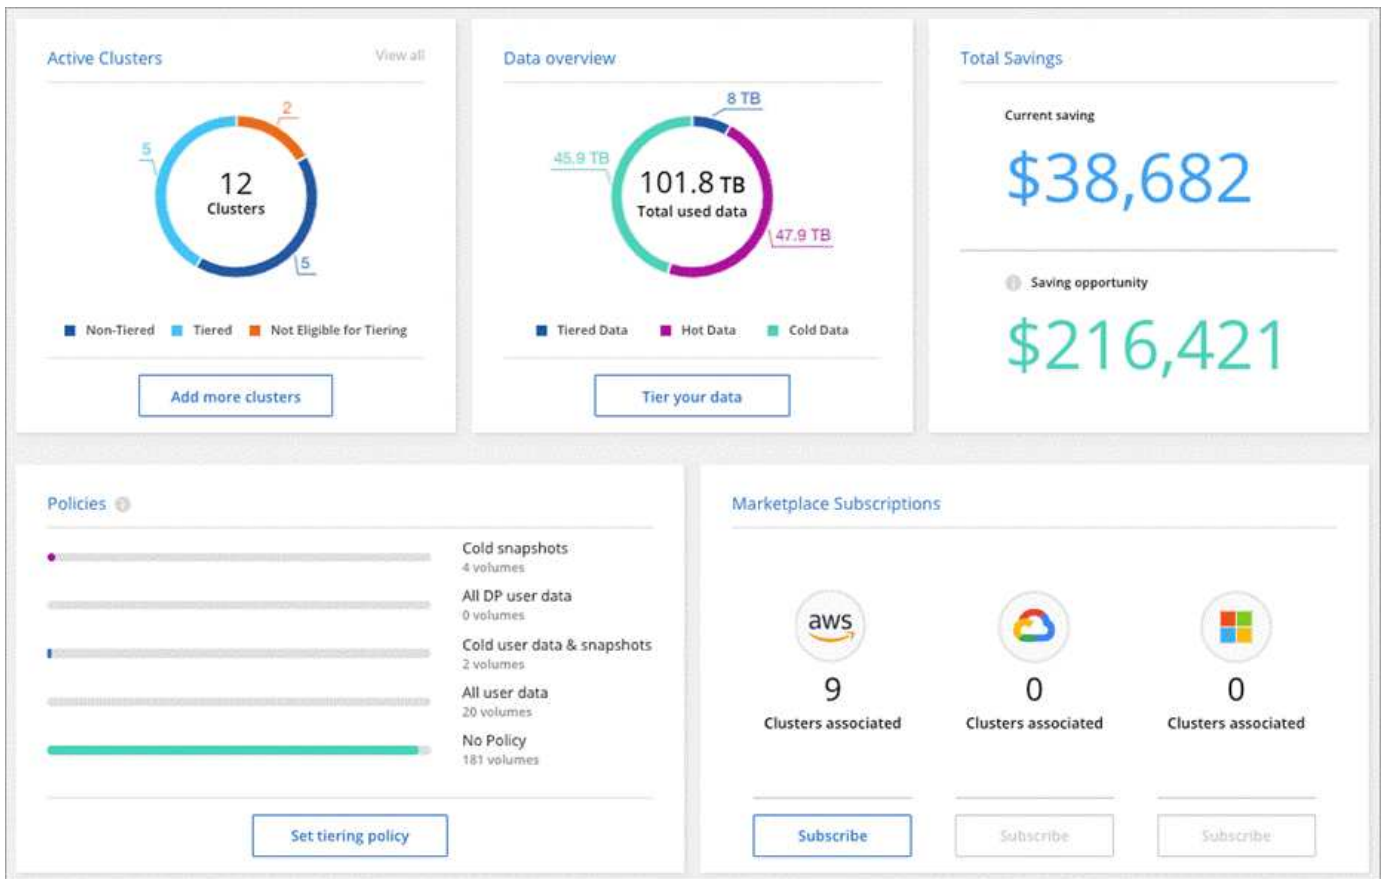 Active Clusters
View all
2
5
12
Clusters
5
Non-Tiered
Tiered
Not Eligible for Tiering
Add more clusters
Data overview
8 TB
45.9 TB
101.8 TB
Total used data
47.9 TB
Tiered Data
Hot Data
Cold Data
Tier your data
Total Savings
Current saving
$38,682
Saving opportunity
$216,421
Policies
Cold snapshots
4 volumes
All DP user data
0 volumes
Cold user data & snapshots
2 volumes
All user data
20 volumes
No Policy
181 volumes
Set tiering policy
Marketplace Subscriptions
aws
9
Clusters associated
Subscribe
0
Clusters associated
Subscribe
0
Clusters associated
Subscribe